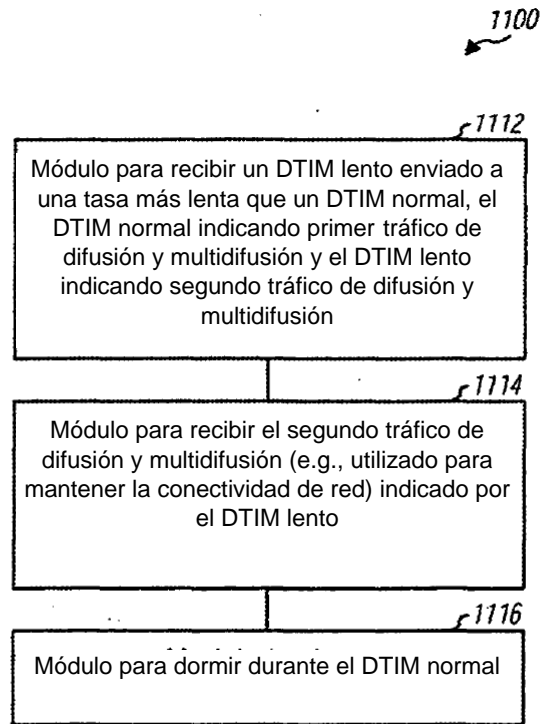 1100
1112
Módulo para recibir un DTIM lento enviado a
una tasa más lenta que un DTIM normal, el
DTIM normal indicando primer tráfico de
difusión y multidifusión y el DTIM lento
indicando segundo tráfico de difusión y
multidifusión
1114
Módulo para recibir el segundo tráfico de
difusión y multidifusión (e.g., utilizado para
mantener la conectividad de red) indicado por
el DTIM lento
1116
Módulo para dormir durante el DTIM normal